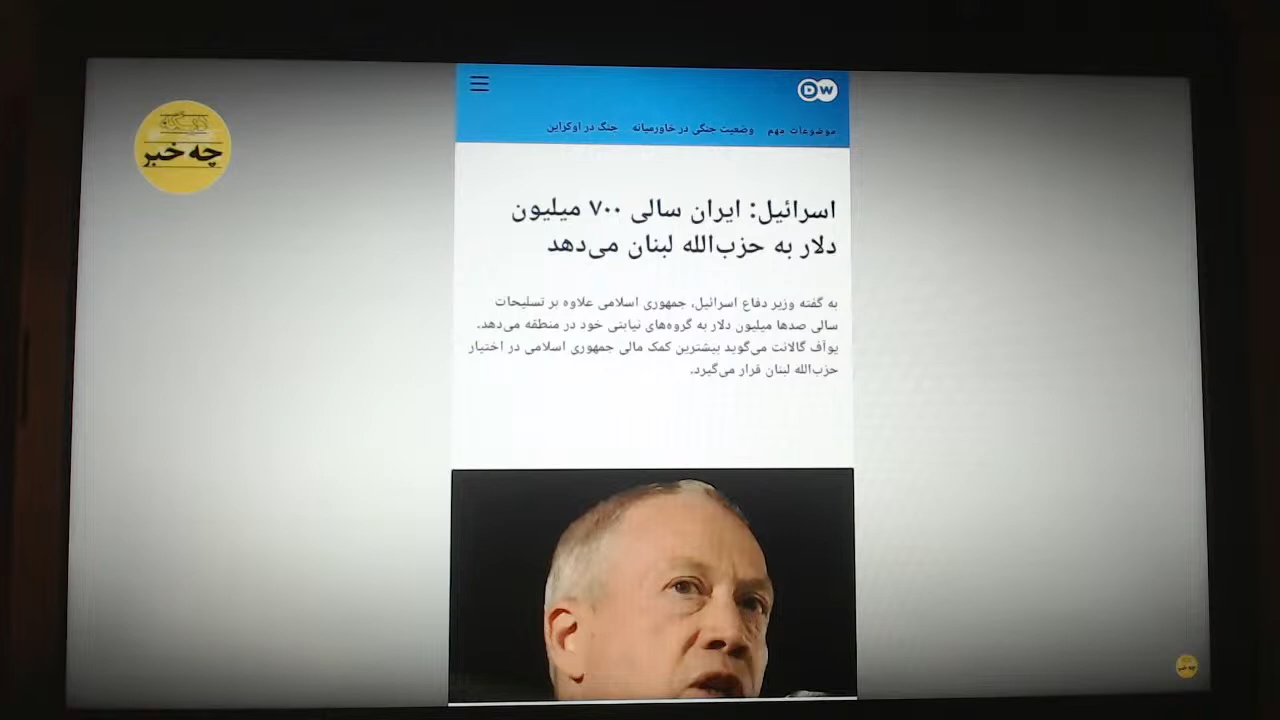 چه خبر
DW
موضوعات مهم وضعیت جنگی در خاورمیانه جنگ در اوکراین
اسرائیل: ایران سالی ۷۰۰ میلیون
دلار به حزب‌الله لبنان می‌دهد
به گفته وزیر دفاع اسرائیل، جمهوری اسلامی علاوه بر تسلیحات
سالی صدها میلیون دلار به گروه‌های نیابتی خود در منطقه می‌دهد.
یوآف گالانت می‌گوید بیشترین کمک مالی جمهوری اسلامی در اختیار
حزب‌الله لبنان قرار می‌گیرد.
چه خبر